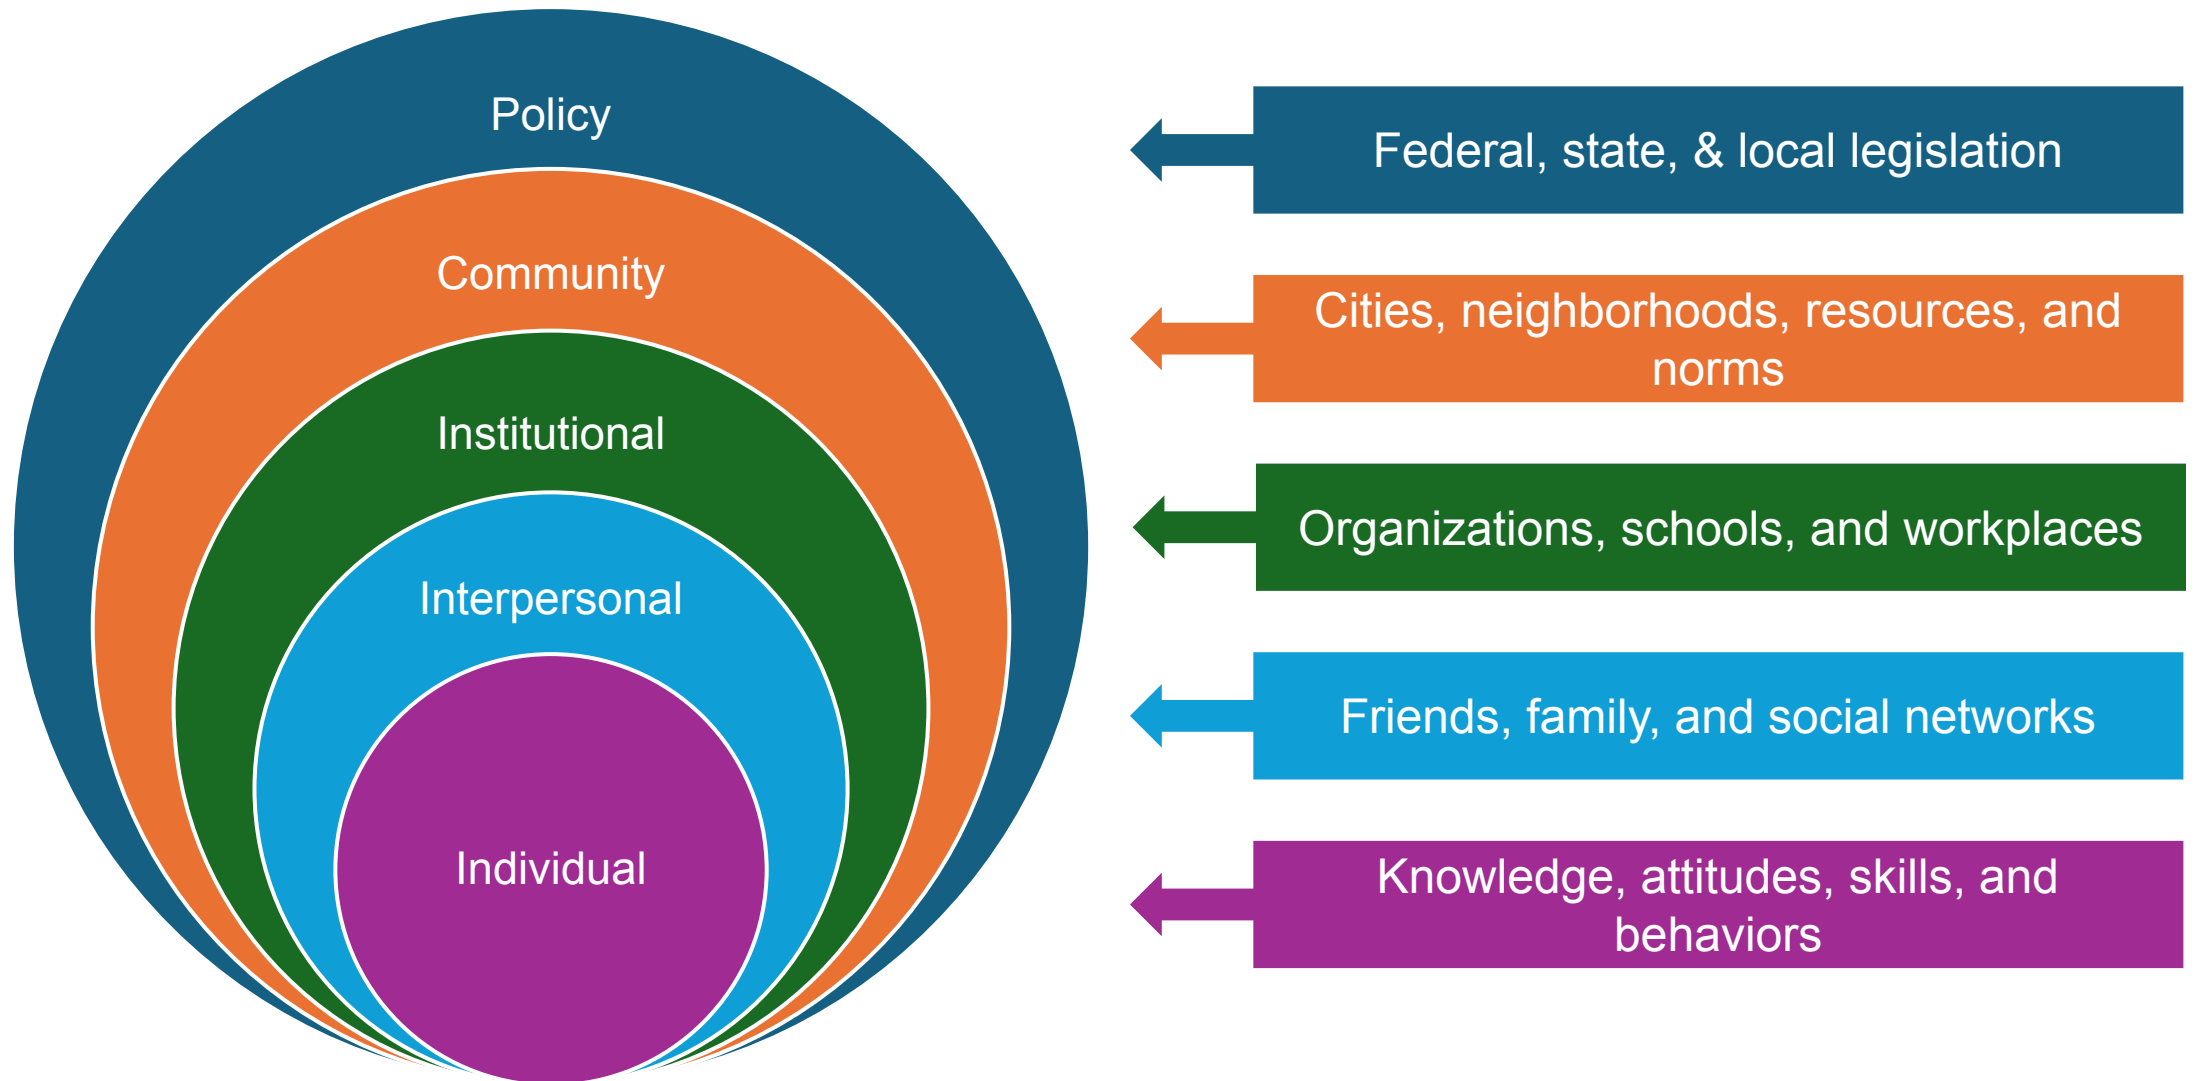 Policy
Federal, state, & local legislation
Community
Cities, neighborhoods, resources, and
norms
Institutional
Organizations, schools, and workplaces
Interpersonal
Friends, family, and social networks
Individual
Knowledge, attitudes, skills, and
behaviors